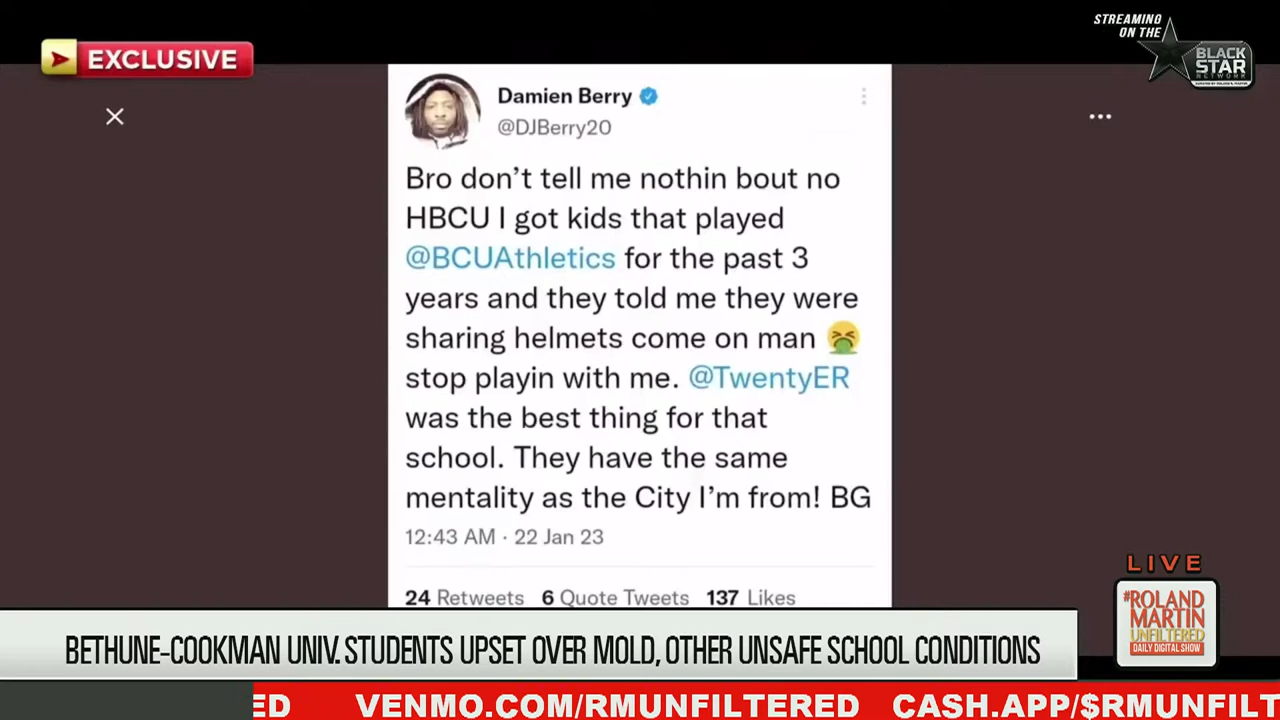 STREAMING
ON THE
BLACK
STAR
NETWORK
EXCLUSIVE
Damien Berry
@DJBerry20
Bro don’t tell me nothin bout no
HBCU I got kids that played
@BCUAthletics for the past 3
years and they told me they were
sharing helmets come on man 🤮
stop playin with me. @TwentyER
was the best thing for that
school. They have the same
mentality as the City I’m from! BG
12:43 AM · 22 Jan 23
24 Retweets 6 Quote Tweets 137 Likes
LIVE
#ROLAND
MARTIN
UNFILTERED
DAILY DIGITAL SHOW
BETHUNE-COOKMAN UNIV. STUDENTS UPSET OVER MOLD, OTHER UNSAFE SCHOOL CONDITIONS
ED VENMO.COM/RMUNFILTERED CASH.APP/$RMUNFILT